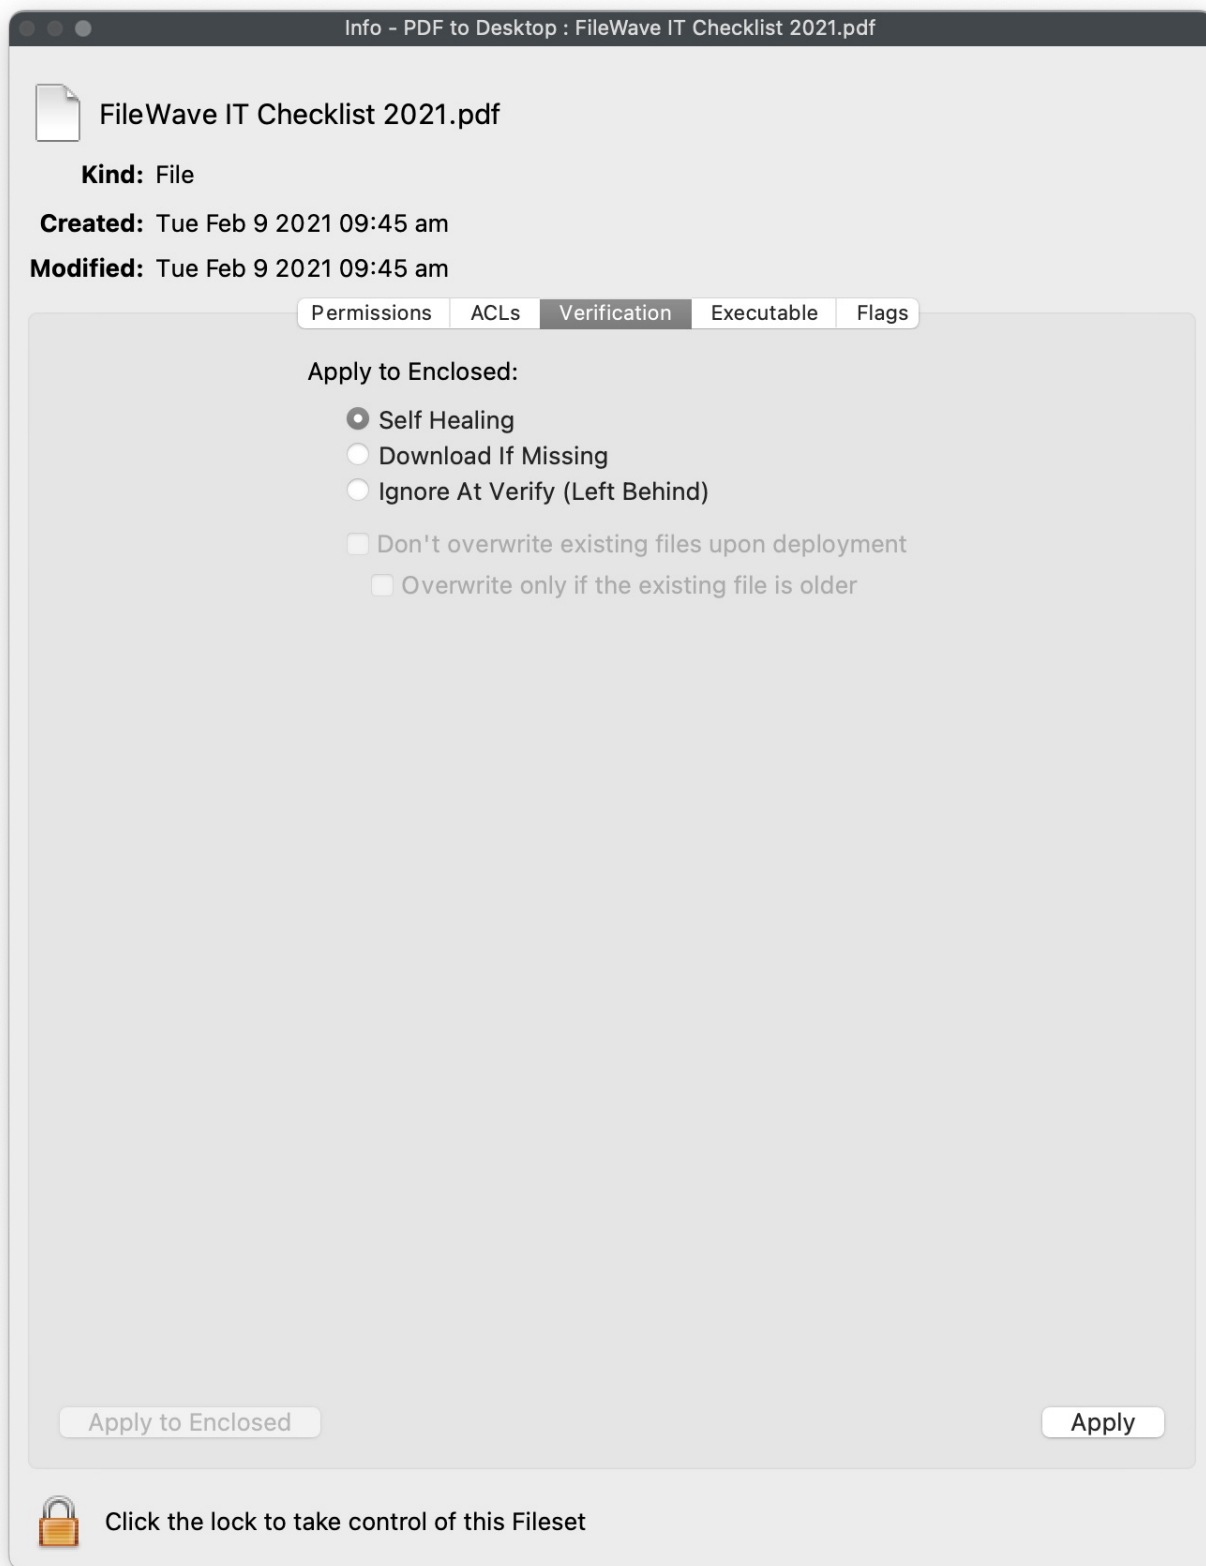 Info - PDF to Desktop : FileWave IT Checklist 2021.pdf
FileWave IT Checklist 2021.pdf
Kind: File
Created: Tue Feb 9 2021 09:45 am
Modified: Tue Feb 9 2021 09:45 am
Permissions ACLs Verification Executable Flags
Apply to Enclosed:
Self Healing
Download If Missing
Ignore At Verify (Left Behind)
Don't overwrite existing files upon deployment
Overwrite only if the existing file is older
Apply to Enclosed Apply
Click the lock to take control of this Fileset